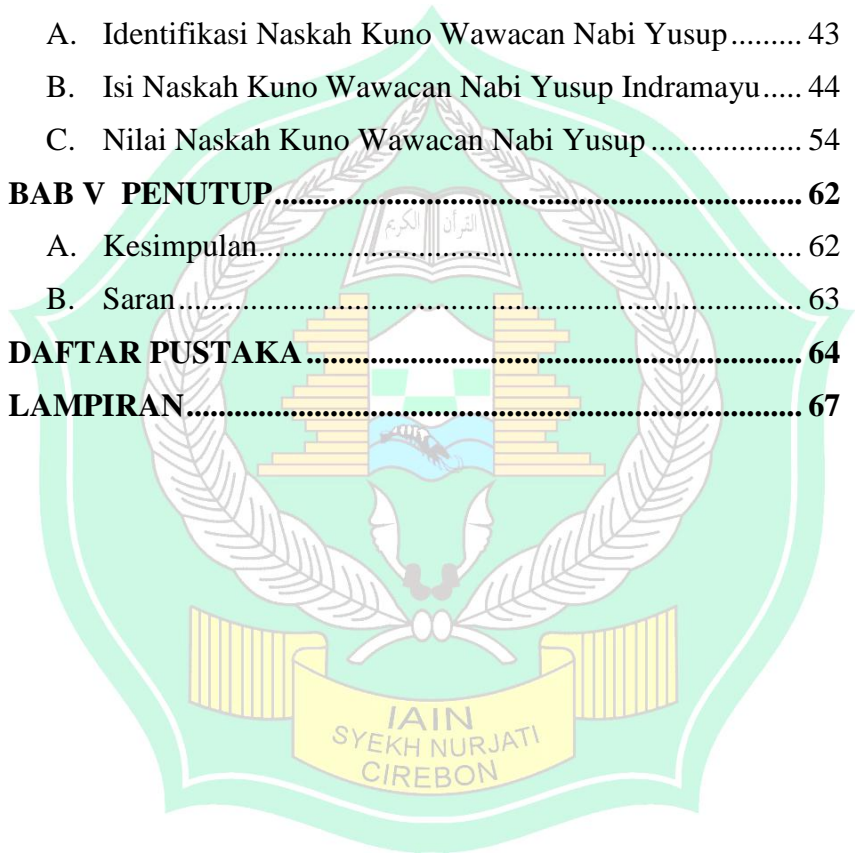 A. Identifikasi Naskah Kuno Wawacan Nabi Yusup ......... 43
B. Isi Naskah Kuno Wawacan Nabi Yusup Indramayu ..... 44
C. Nilai Naskah Kuno Wawacan Nabi Yusup .................. 54
BAB V PENUTUP ................................................................ 62
A. Kesimpulan ................................................................ 62
القرآن الكريم
B. Saran .......................................................................... 63
DAFTAR PUSTAKA ............................................................ 64
LAMPIRAN .......................................................................... 67
IAIN
SYEKH NURJATI
CIREBON